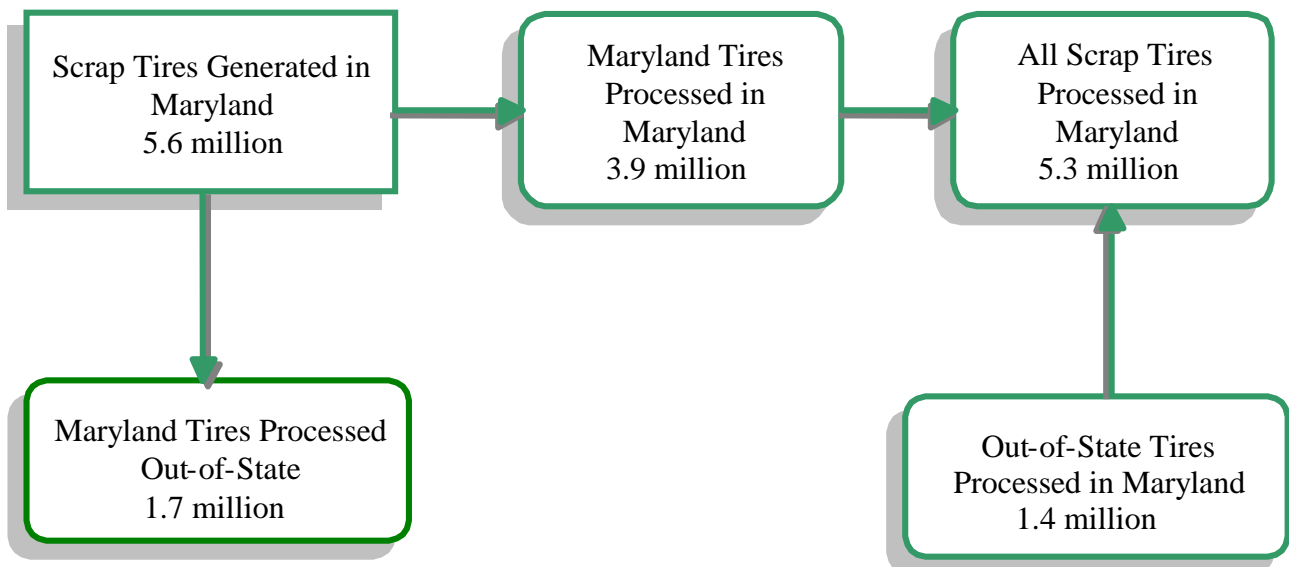 Scrap Tires Generated in
Maryland
5.6 million
Maryland Tires
Processed in
Maryland
3.9 million
All Scrap Tires
Processed in
Maryland
5.3 million
Maryland Tires Processed
Out-of-State
1.7 million
Out-of-State Tires
Processed in Maryland
1.4 million